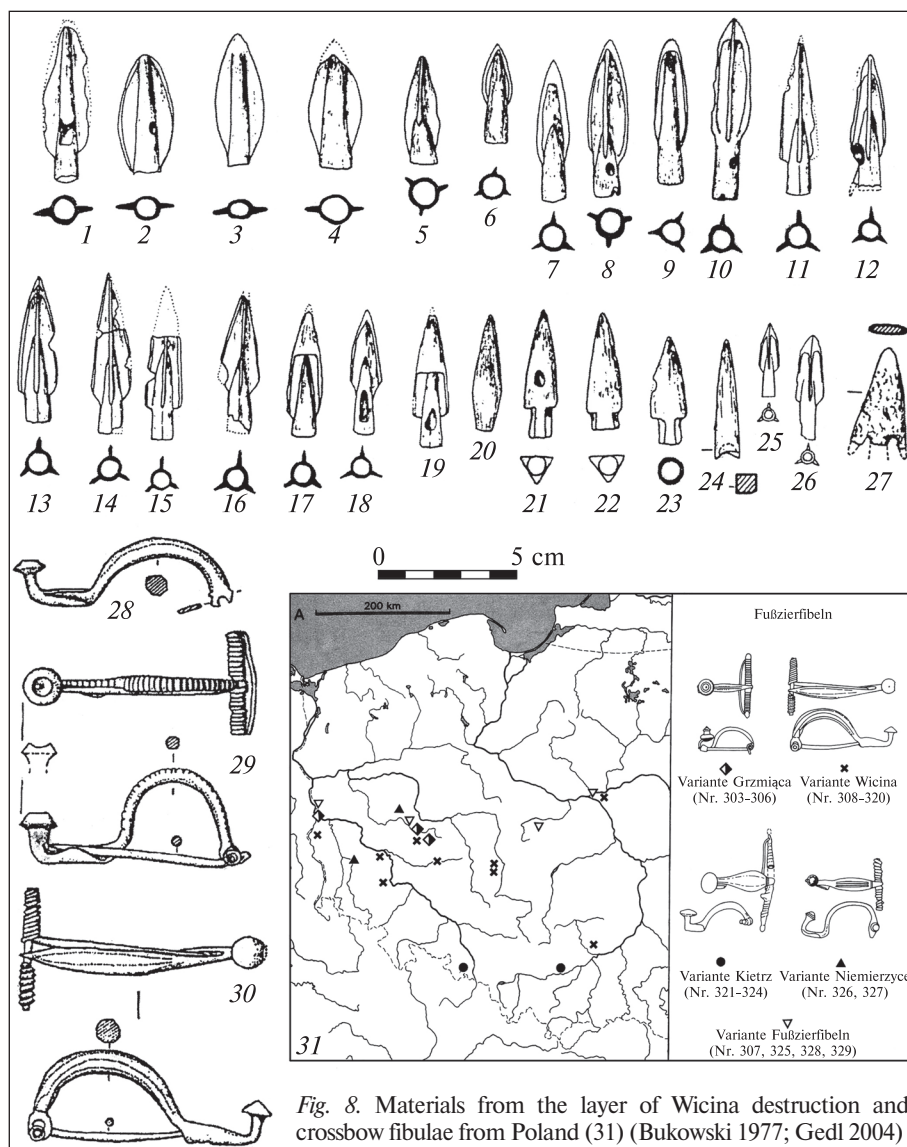 1 2 3 4 5 6 7 8 9 10 11 12
13 14 15 16 17 18 19 20 21 22 23 24 25 26 27
0 5 cm
28
29
30
A
200 km
31
Fußzierfibeln
Variante Grzmiąca Variante Wicina
(Nr. 303-306) (Nr. 308-320)
Variante Kietrz Variante Niemierzyce
(Nr. 321-324) (Nr. 326, 327)
Variante Fußzierfibeln
(Nr. 307, 325, 328, 329)
Fig. 8. Materials from the layer of Wicina destruction and
crossbow fibulae from Poland (31) (Bukowski 1977; Gedl 2004)